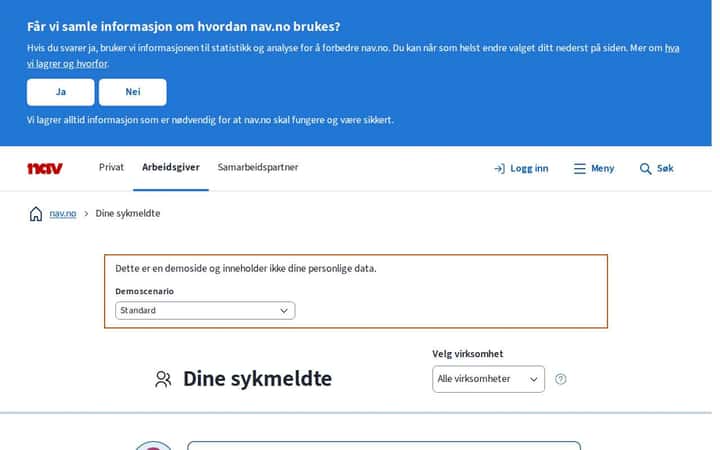 Får vi samle informasjon om hvordan nav.no brukes?
Hvis du svarer ja, bruker vi informasjonen til statistikk og analyse for å forbedre nav.no. Du kan når som helst endre valget ditt nederst på siden. Mer om hva
vi lagrer og hvorfor.
Ja Nei
Vi lagrer alltid informasjon som er nødvendig for at nav.no skal fungere og være sikkert.
nav Privat Arbeidsgiver Samarbeidspartner Logg inn Meny Søk
nav.no Dine sykmeldte
Dette er en demoside og inneholder ikke dine personlige data.
Demoscenario
Standard
Velg virksomhet
Dine sykmeldte Alle virksomheter